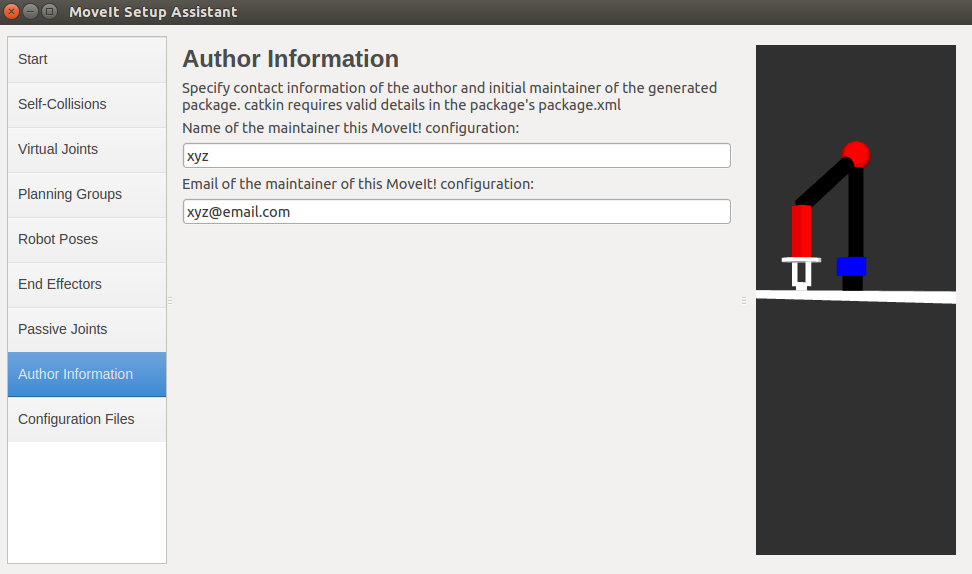 MoveIt Setup Assistant
Start
Self-Collisions
Virtual Joints
Planning Groups
Robot Poses
End Effectors
Passive Joints
Author Information
Configuration Files
Author Information
Specify contact information of the author and initial maintainer of the generated
package. catkin requires valid details in the package's package.xml
Name of the maintainer this MoveIt! configuration:
xyz
Email of the maintainer of this MoveIt! configuration:
xyz@email.com